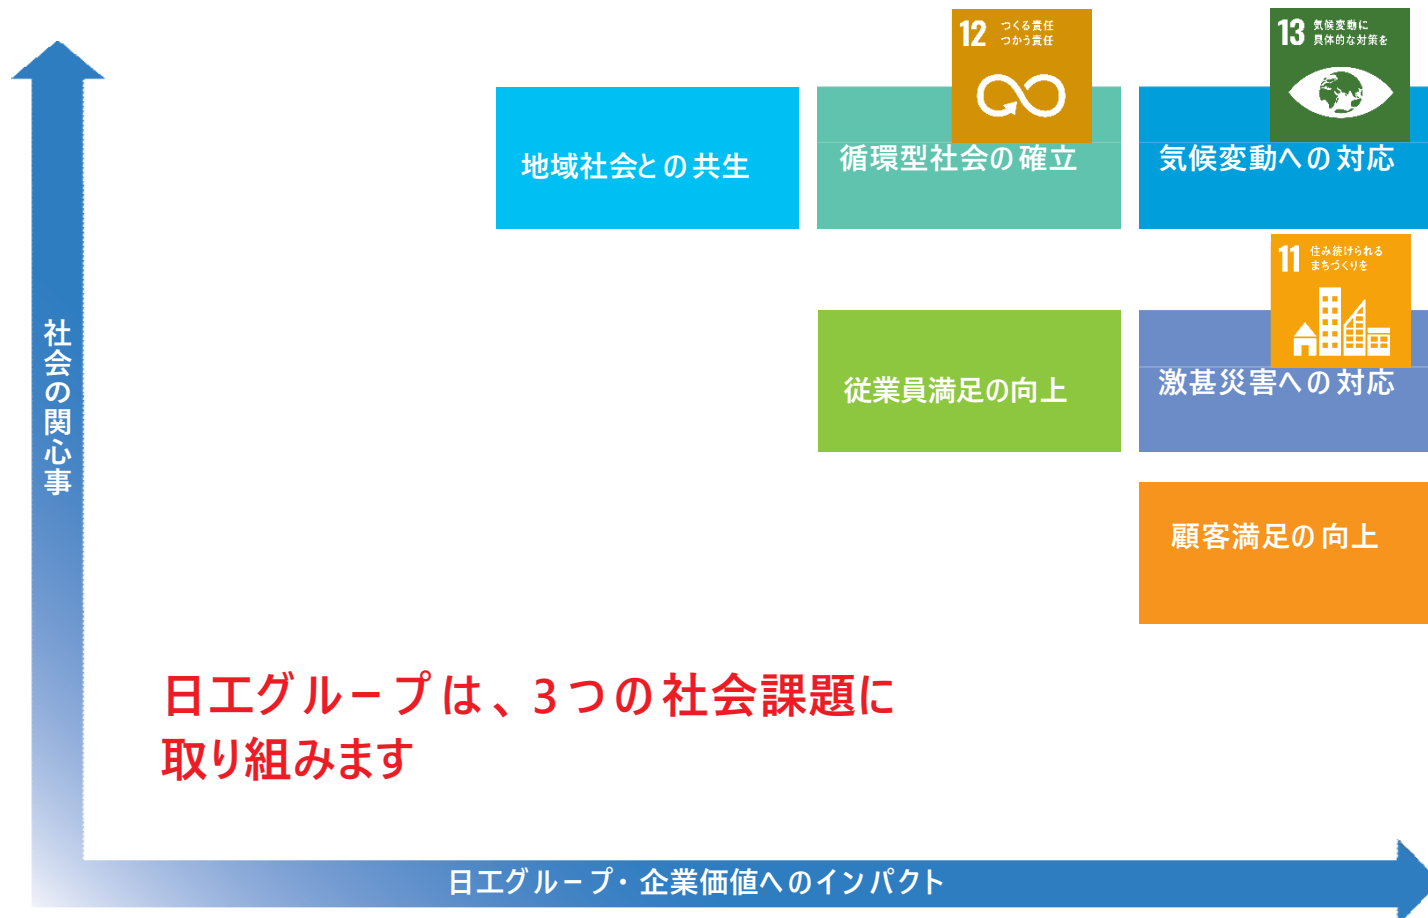 12 つくる責任
つかう責任
13 気候変動に
具体的な対策を
地域社会との共生
循環型社会の確立
気候変動への対応
11 住み続けられる
まちづくりを
社会の関心事
従業員満足の向上
激甚災害への対応
顧客満足の向上
日工グループは、3つの社会課題に
取り組みます
日工グループ・企業価値へのインパクト